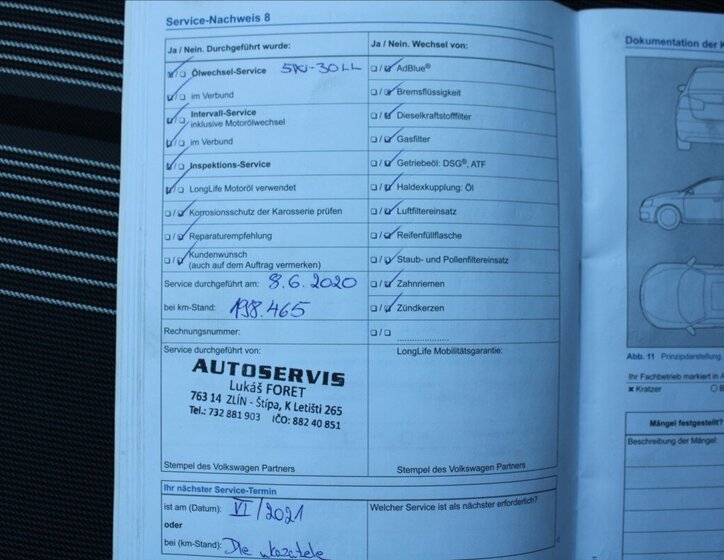 Service-Nachweis 8
Ja / Nein. Durchgeführt wurde:
Ölwechsel-Service 5W-30 LL
im Verbund
Intervall-Service
inklusive Motorölwechsel
im Verbund
Inspektions-Service
LongLife Motoröl verwendet
Korrosionsschutz der Karosserie prüfen
Reparaturempfehlung
Kundenwunsch
(auch auf dem Auftrag vermerken)
Service durchgeführt am: 8.6.2020
bei km-Stand: 198.465
Rechnungsnummer:
Service durchgeführt von:
AUTOSERVIS
Lukáš FORET
763 14 ZLÍN - Štípa, K Letišti 265
Tel.: 732 881 903 IČO: 882 40 851
Stempel des Volkswagen Partners
Ja / Nein. Wechsel von:
AdBlue®
Bremsflüssigkeit
Dieselkraftstofffilter
Gasfilter
Getriebeöl: DSG®, ATF
Haldexkupplung: Öl
Luftfiltereinsatz
Reifenfüllflasche
Staub- und Pollenfiltereinsatz
Zahnriemen
Zündkerzen
LongLife Mobilitätsgarantie:
Stempel des Volkswagen Partners
Ihr nächster Service-Termin
ist am (Datum): VI/2021
oder
bei (km-Stand): Dle ukazatele
Welcher Service ist als nächster erforderlich?
Dokumentation der
Abb. 11 Prinzipdarstellung
Ihr Fachbetrieb markiert in
Kratzer
Mängel festgestellt?
Beschreibung der Mängel: